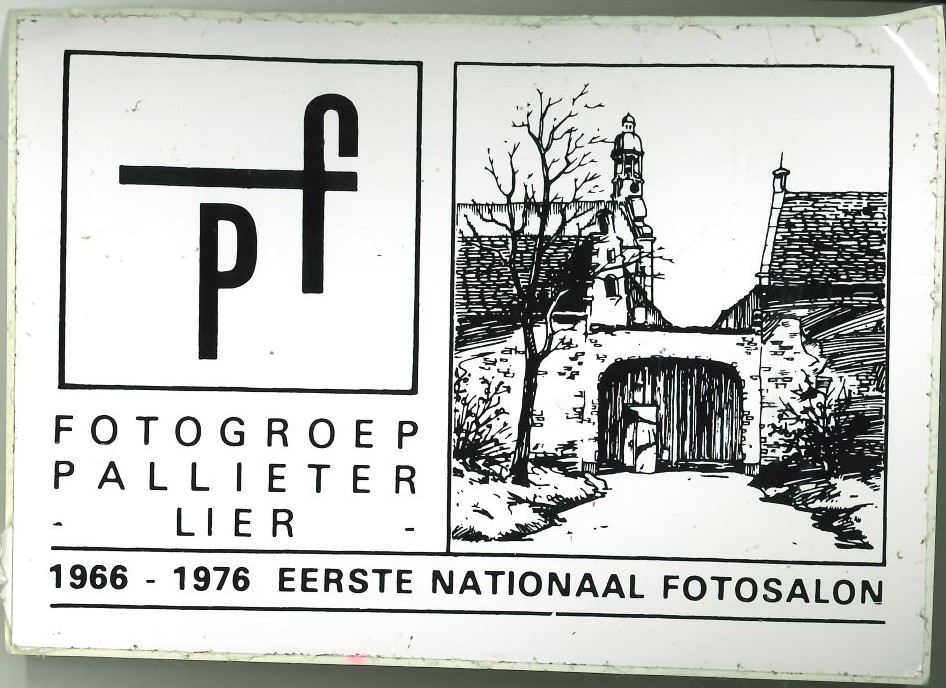 pf
FOTOGROEP
PALLIETER
- LIER -
1966 - 1976 EERSTE NATIONAAL FOTOSALON